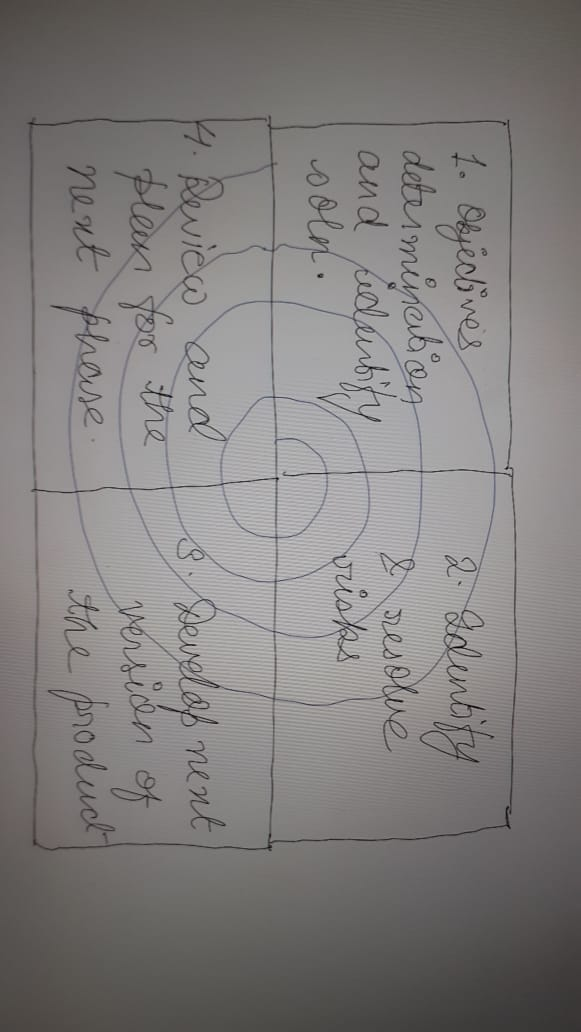 1. Objectives
determination
and identify
soln.
2. Identify
& resolve
risks
3. Develop next
version of
the product
4. Review and
plan for the
next phase.